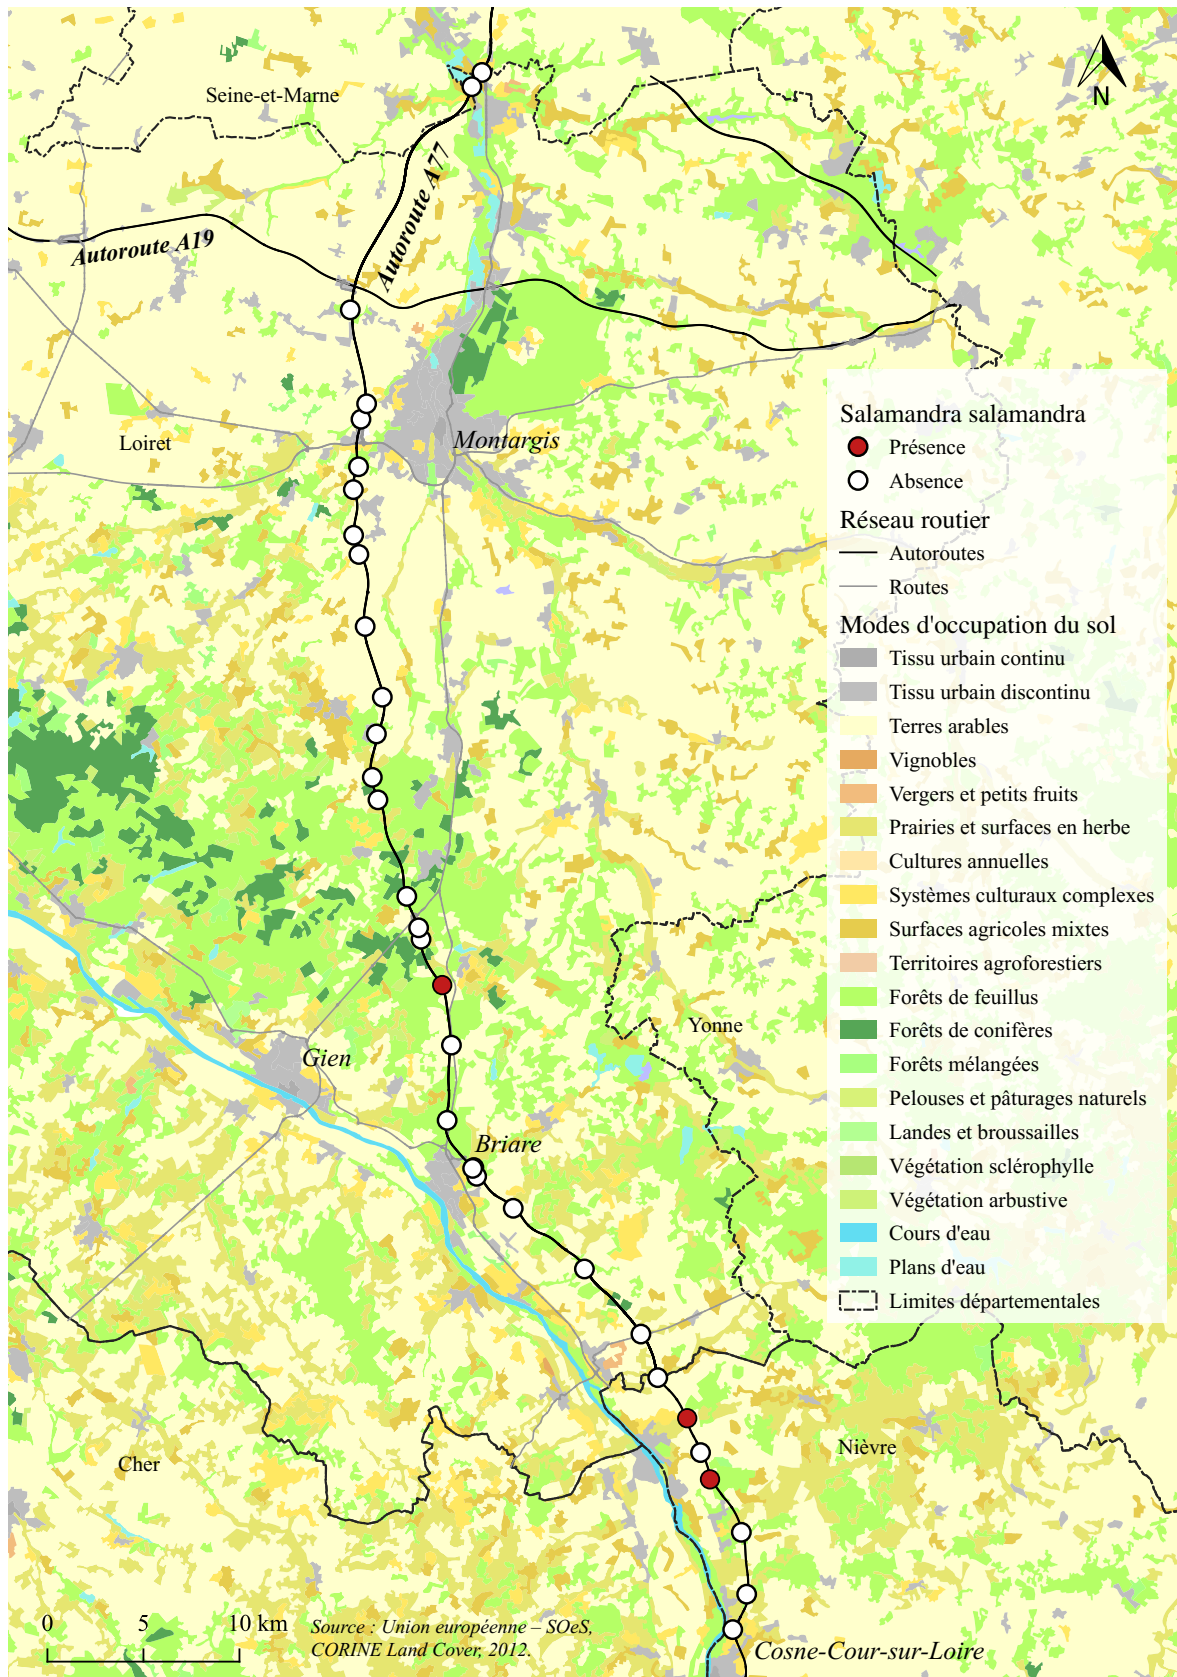 N
Seine-et-Marne
Autoroute A77
Autoroute A19
Loiret
Montargis
Salamandra salamandra
Présence
Absence
Réseau routier
Autoroutes
Routes
Modes d'occupation du sol
Tissu urbain continu
Tissu urbain discontinu
Terres arables
Vignobles
Vergers et petits fruits
Prairies et surfaces en herbe
Cultures annuelles
Systèmes culturaux complexes
Surfaces agricoles mixtes
Territoires agroforestiers
Forêts de feuillus
Forêts de conifères
Forêts mélangées
Pelouses et pâturages naturels
Landes et broussailles
Végétation sclérophylle
Végétation arbustive
Cours d'eau
Plans d'eau
Limites départementales
Yonne
Gien
Briare
Nièvre
Cher
0 5 10 km
Source : Union européenne – SOeS,
CORINE Land Cover, 2012.
Cosne-Cour-sur-Loire